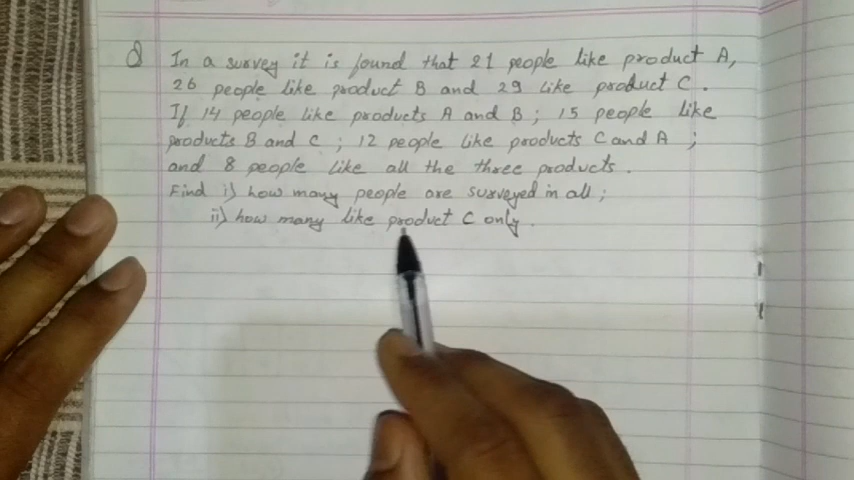 Q In a survey it is found that 21 people like product A,
26 people like product B and 29 like product C.
If 14 people like products A and B ; 15 people like
products B and C ; 12 people like products C and A ;
and 8 people like all the three products.
Find i) how many people are surveyed in all ;
ii) how many like product C only.